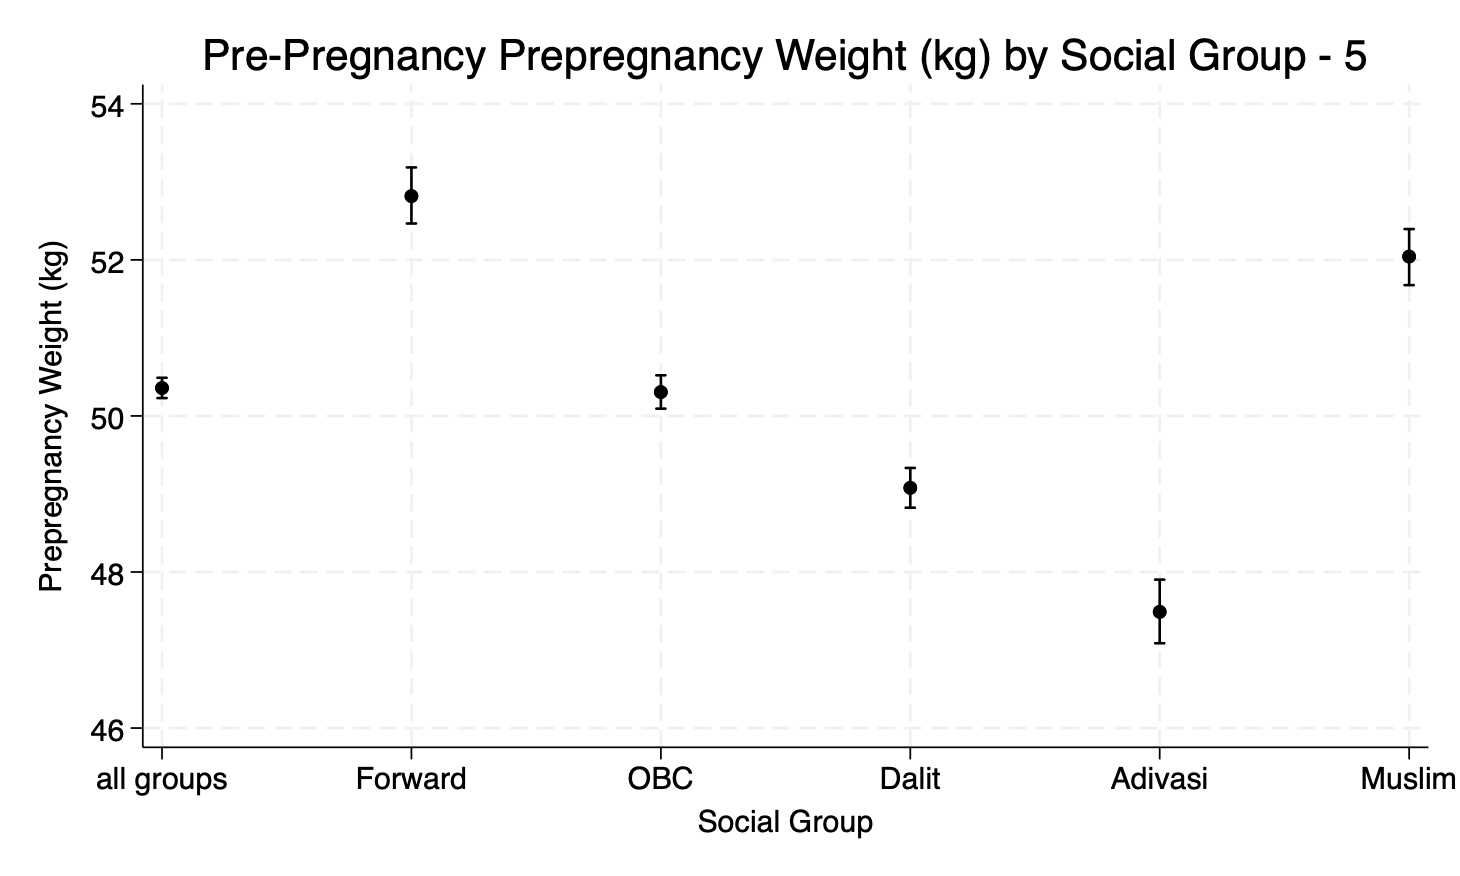 Pre-Pregnancy Prepregnancy Weight (kg) by Social Group - 5
Prepregnancy Weight (kg)
54
52
50
48
46
all groups Forward OBC Dalit Adivasi Muslim
Social Group